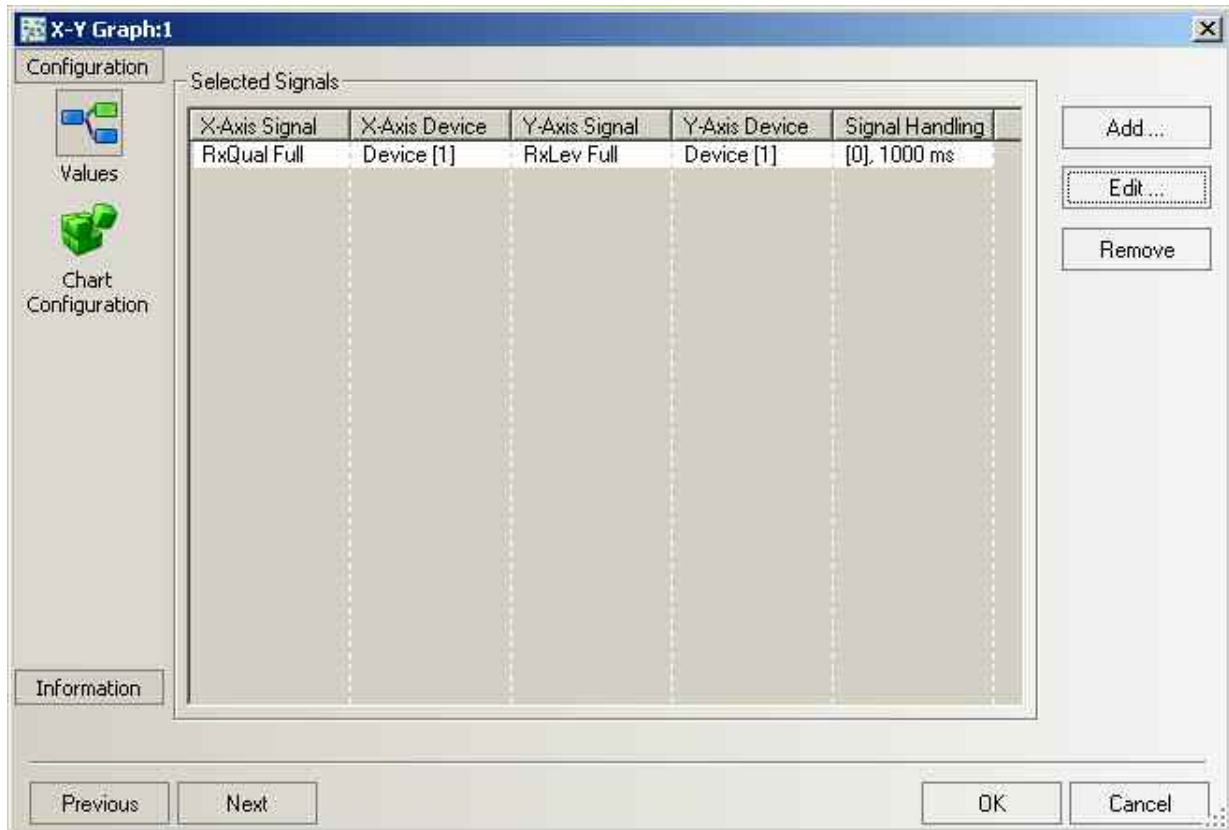 X-Y Graph:1
Configuration
Values
Chart
Configuration
Information
Selected Signals
X-Axis Signal X-Axis Device Y-Axis Signal Y-Axis Device Signal Handling
RxQual Full Device [1] RxLev Full Device [1] [0], 1000 ms
Add ...
Edit ...
Remove
Previous Next OK Cancel